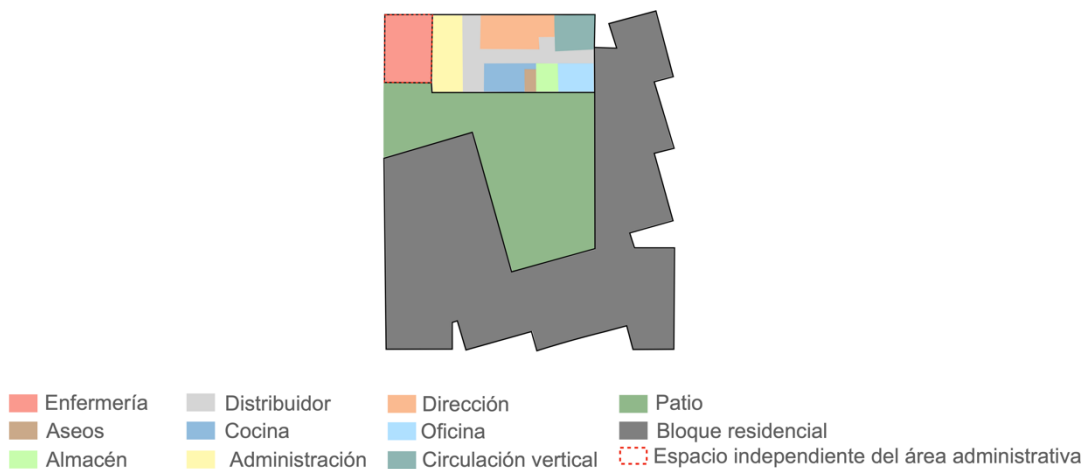 Enfermería Distribuidor Dirección Patio
Aseos Cocina Oficina Bloque residencial
Almacén Administración Circulación vertical Espacio independiente del área administrativa